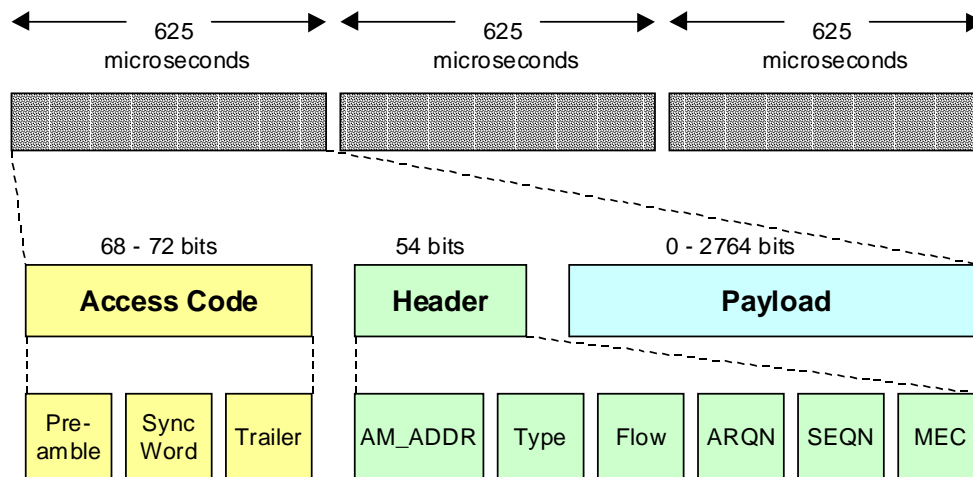 625
microseconds
625
microseconds
625
microseconds
68 - 72 bits
54 bits
0 - 2764 bits
Access Code
Header
Payload
Pre-
amble
Sync
Word
Trailer
AM_ADDR
Type
Flow
ARQN
SEQN
MEC